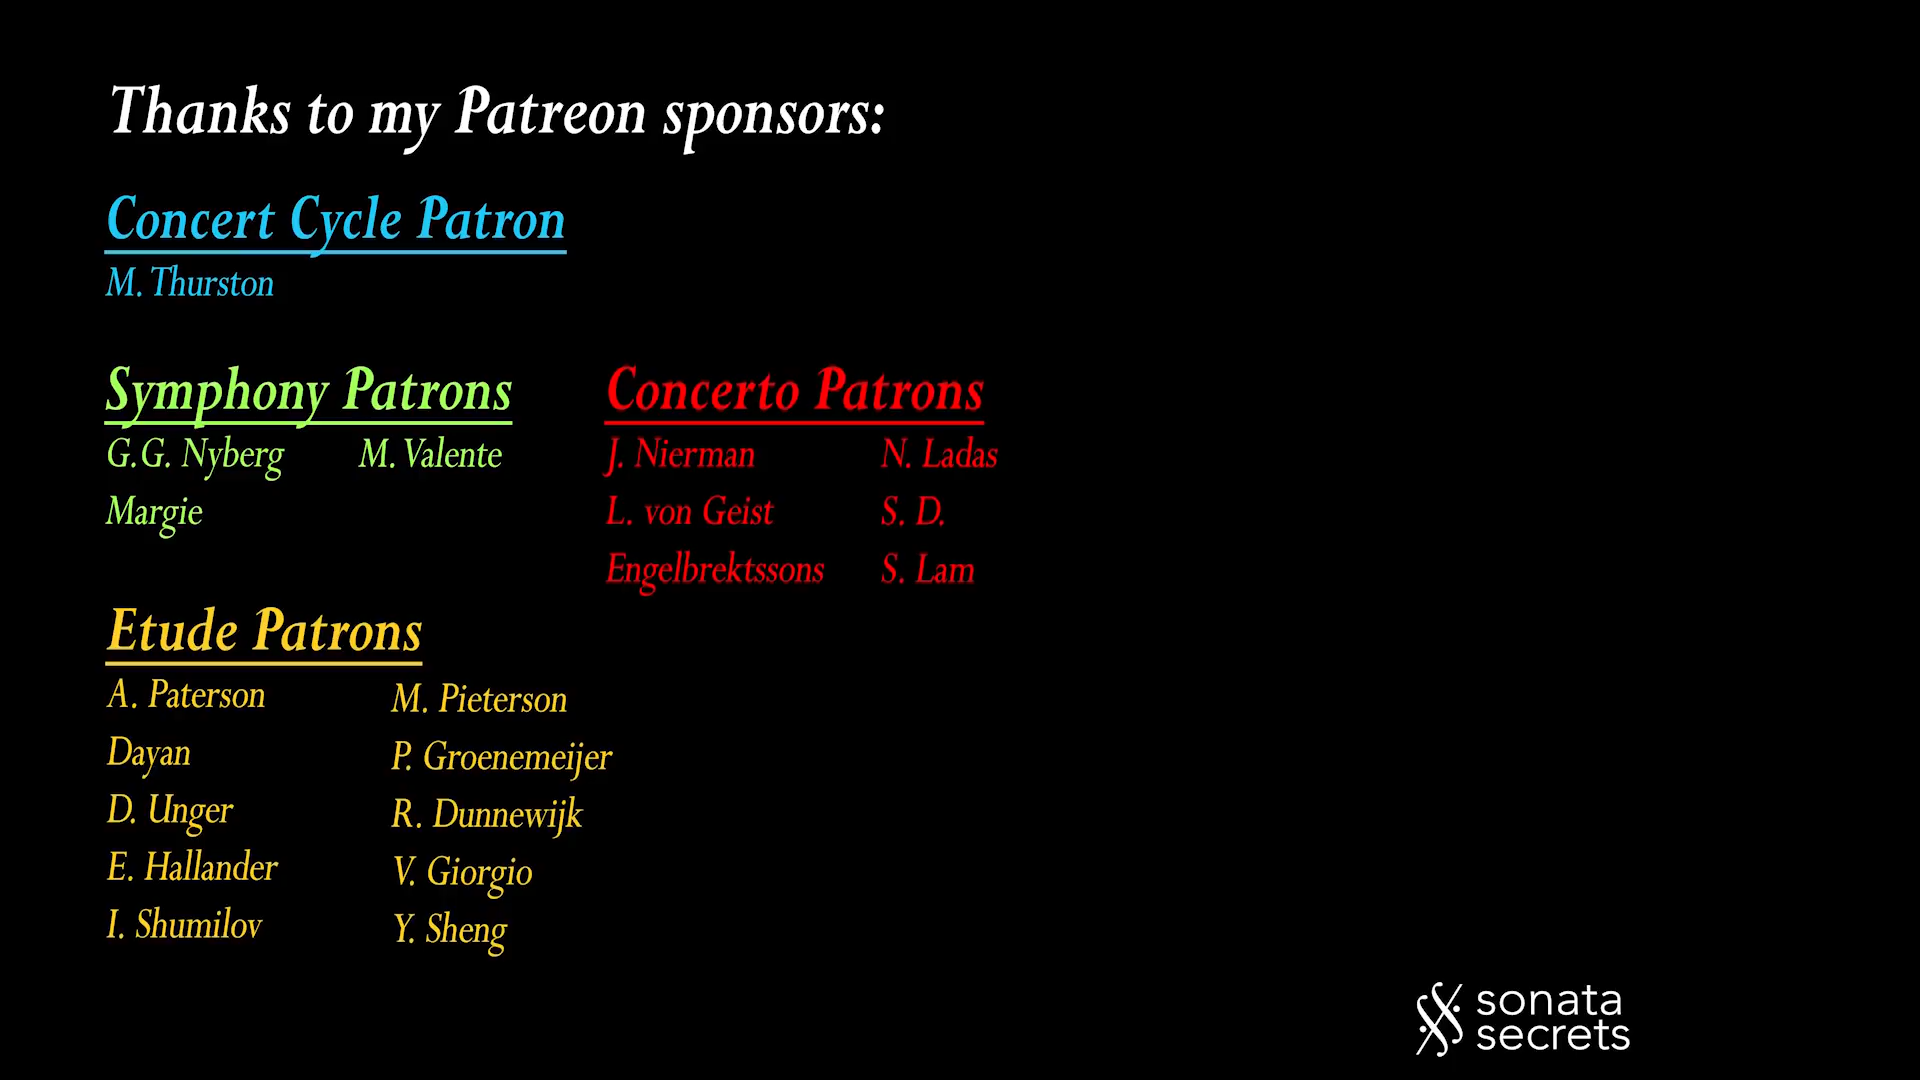 Thanks to my Patreon sponsors:
Concert Cycle Patron
M. Thurston
Symphony Patrons
G.G. Nyberg
M. Valente
Margie
Concerto Patrons
J. Nierman
N. Ladas
L. von Geist
S. D.
Engelbrektssons
S. Lam
Etude Patrons
A. Paterson
Dayan
D. Unger
E. Hallander
I. Shumilov
M. Pieterson
P. Groenemeijer
R. Dunnewijk
V. Giorgio
Y. Sheng
sonata
secrets